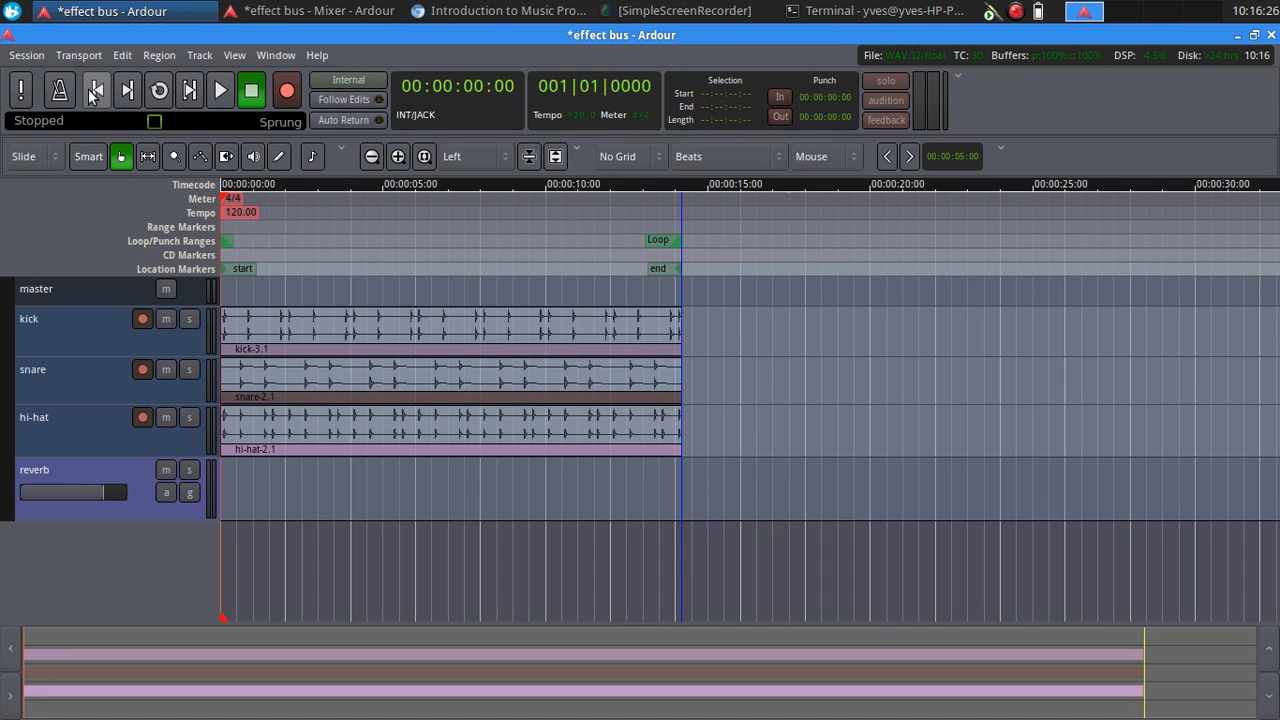 *effect bus - Ardour
*effect bus - Mixer - Ardour
Introduction to Music Pro...
[SimpleScreenRecorder]
Terminal - yves@yves-HP-P...
10:16:26
*effect bus - Ardour
Session Transport Edit Region Track View Window Help
File: WAV 32-float TC: 30 Buffers: p:100% c:100% DSP: 4.5% Disk: >24 hrs 10:16
Internal
Follow Edits
Auto Return
00:00:00:00
INT/JACK
001|01|0000
Tempo 120.0 Meter 4/4
Selection
Start --:--:--:--
End --:--:--:--
Length --:--:--:--
Punch
In 00:00:00:00
Out 00:00:00:00
solo
audition
feedback
Stopped
Sprung
Slide Smart Left No Grid Beats Mouse 00:00:05:00
Timecode 00:00:00:00 00:00:05:00 00:00:10:00 00:00:15:00 00:00:20:00 00:00:25:00 00:00:30:00
Meter 4/4
Tempo 120.00
Range Markers
Loop/Punch Ranges Loop
CD Markers
Location Markers start end
master m
kick m s
kick-3.1
snare m s
snare-2.1
hi-hat m s
hi-hat-2.1
reverb m s
a g